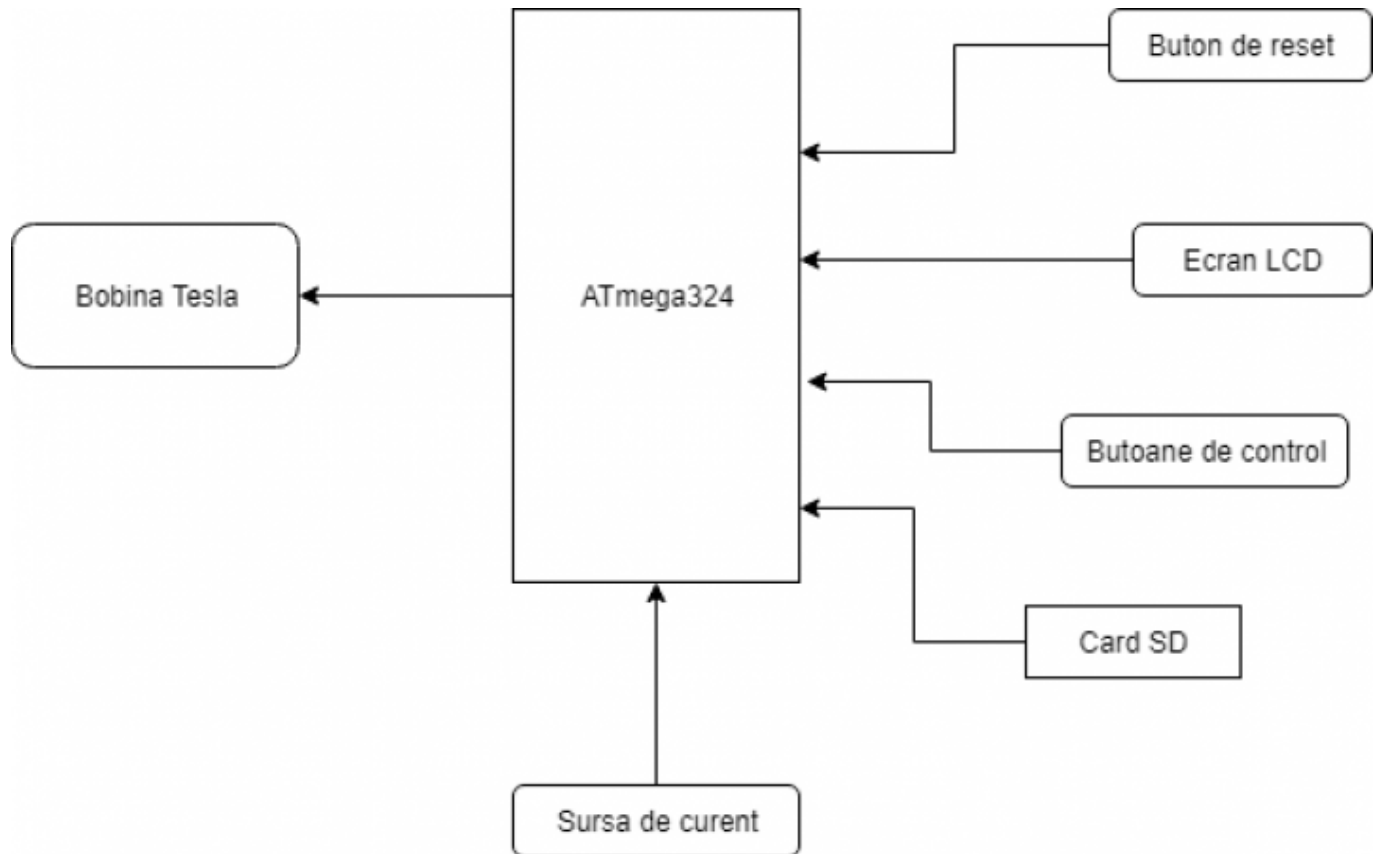 Buton de reset
Ecran LCD
Bobina Tesla
ATmega324
Butoane de control
Card SD
Sursa de curent